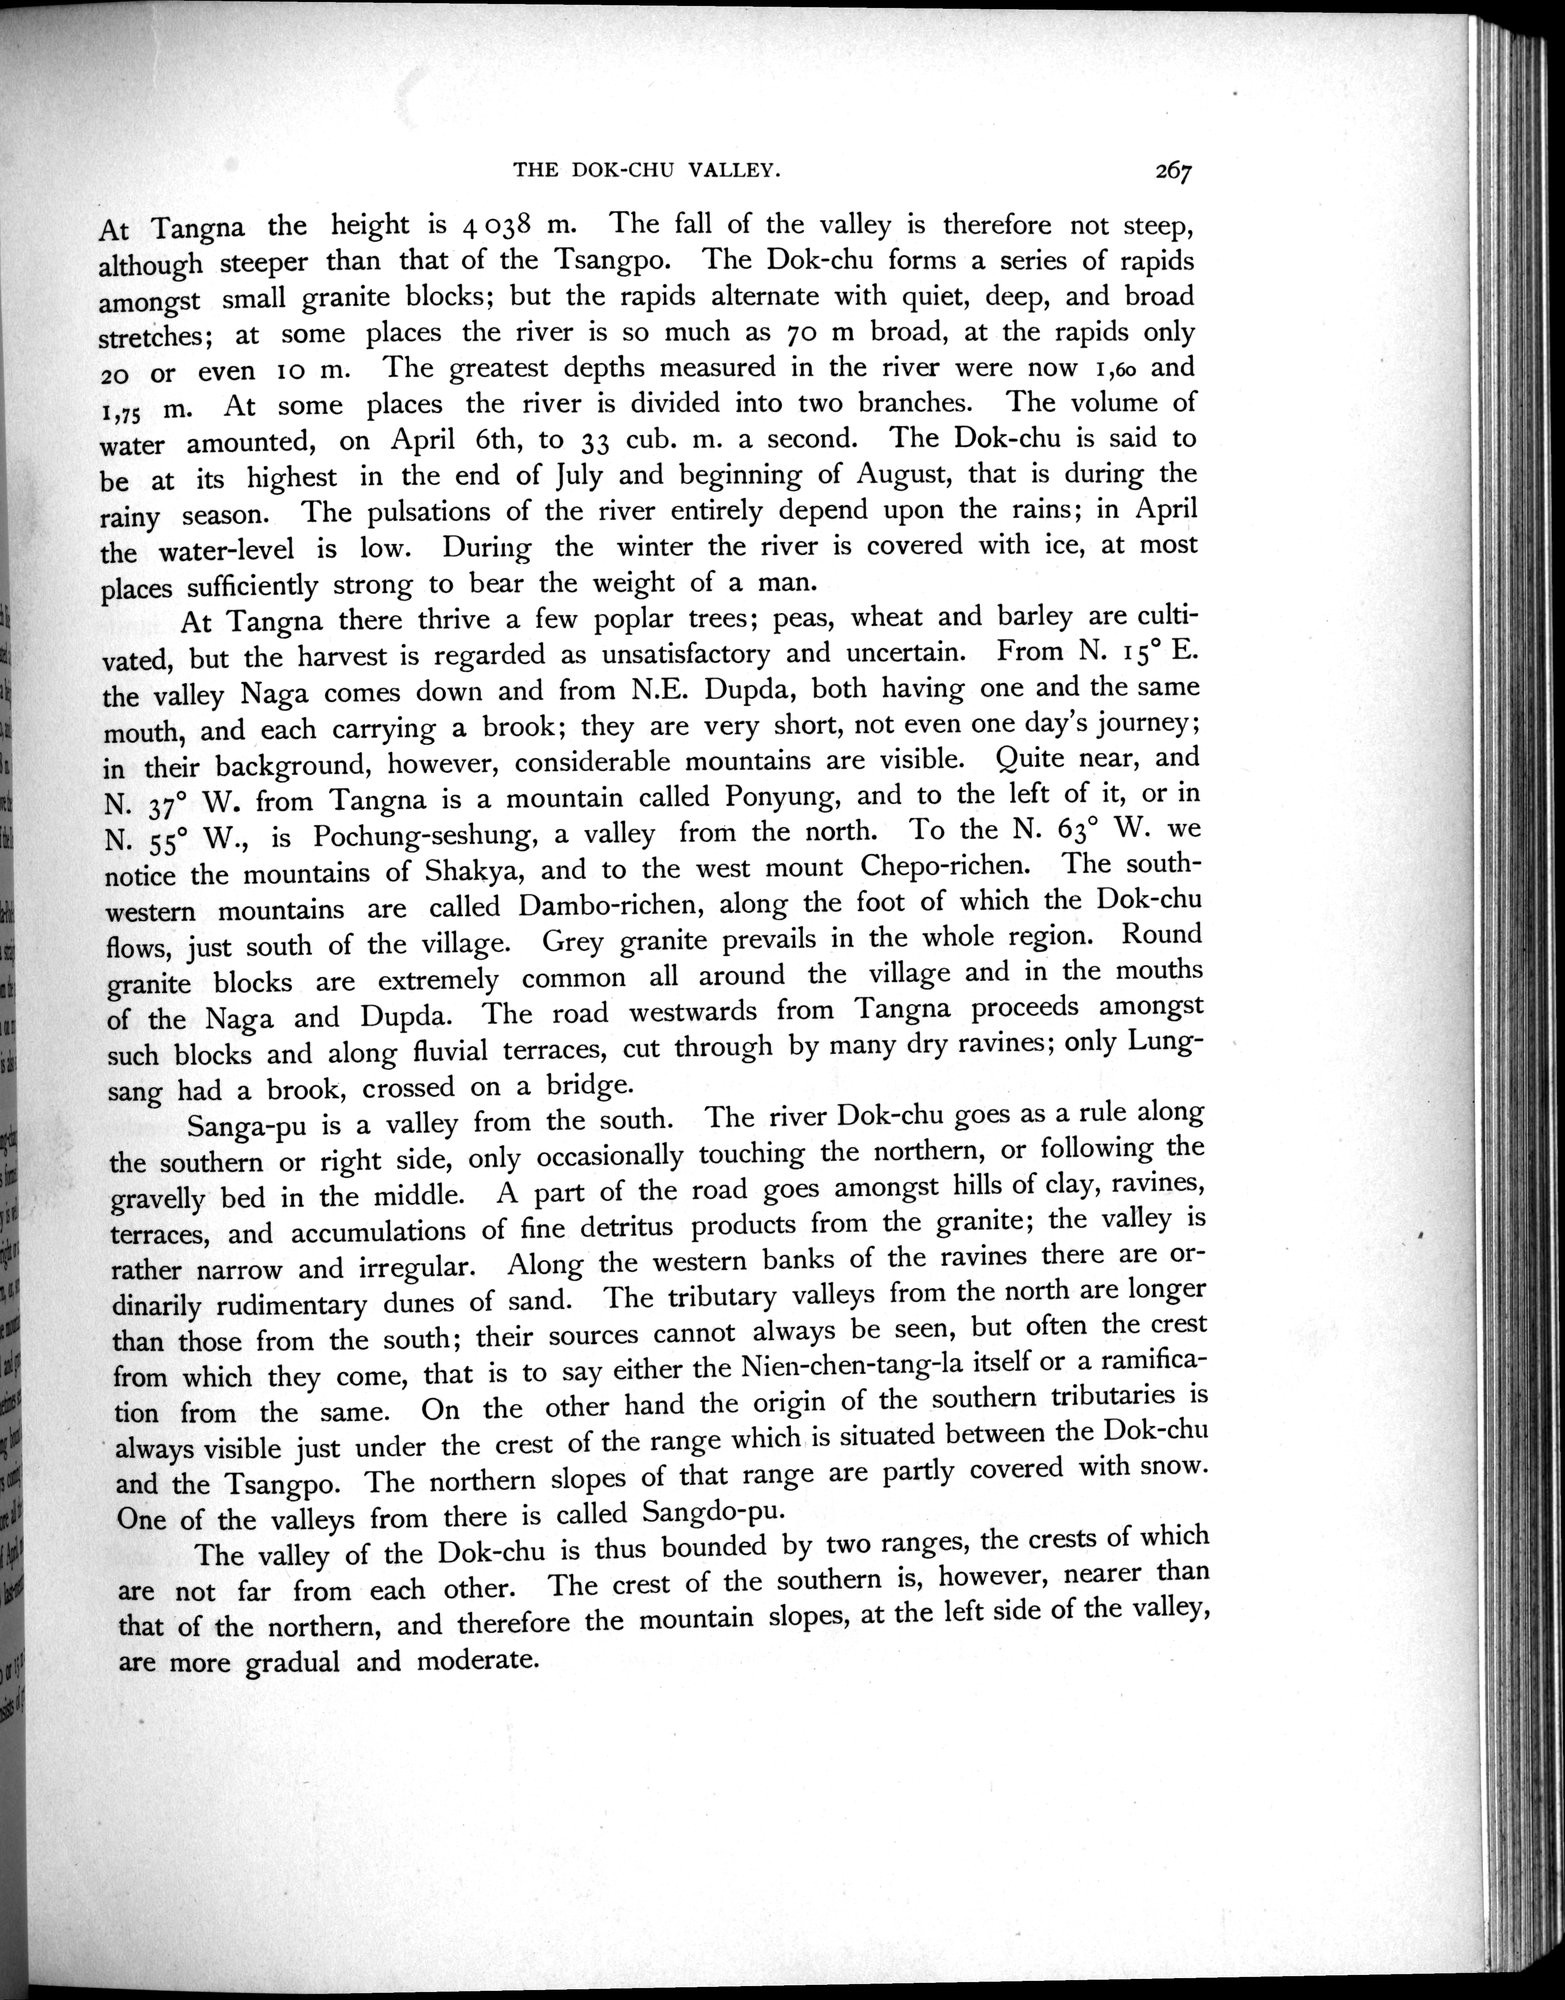 THE DOK-CHU VALLEY. 267
At Tangna the height is 4 038 m. The fall of the valley is therefore not steep,
although steeper than that of the Tsangpo. The Dok-chu forms a series of rapids
amongst small granite blocks; but the rapids alternate with quiet, deep, and broad
stretches; at some places the river is so much as 70 m broad, at the rapids only
20 or even 10 m. The greatest depths measured in the river were now 1,60 and
1,75 m. At some places the river is divided into two branches. The volume of
water amounted, on April 6th, to 33 cub. m. a second. The Dok-chu is said to
be at its highest in the end of July and beginning of August, that is during the
rainy season. The pulsations of the river entirely depend upon the rains; in April
the water-level is low. During the winter the river is covered with ice, at most
places sufficiently strong to bear the weight of a man.
At Tangna there thrive a few poplar trees; peas, wheat and barley are culti-
vated, but the harvest is regarded as unsatisfactory and uncertain. From N. 15° E.
the valley Naga comes down and from N.E. Dupda, both having one and the same
mouth, and each carrying a brook; they are very short, not even one day's journey;
in their background, however, considerable mountains are visible. Quite near, and
N. 37° W. from Tangna is a mountain called Ponyung, and to the left of it, or in
N. 55° W., is Pochung-seshung, a valley from the north. To the N. 63° W. we
notice the mountains of Shakya, and to the west mount Chepo-richen. The south-
western mountains are called Dambo-richen, along the foot of which the Dok-chu
flows, just south of the village. Grey granite prevails in the whole region. Round
granite blocks are extremely common all around the village and in the mouths
of the Naga and Dupda. The road westwards from Tangna proceeds amongst
such blocks and along fluvial terraces, cut through by many dry ravines; only Lung-
sang had a brook, crossed on a bridge.
Sanga-pu is a valley from the south. The river Dok-chu goes as a rule along
the southern or right side, only occasionally touching the northern, or following the
gravelly bed in the middle. A part of the road goes amongst hills of clay, ravines,
terraces, and accumulations of fine detritus products from the granite; the valley is
rather narrow and irregular. Along the western banks of the ravines there are or-
dinarily rudimentary dunes of sand. The tributary valleys from the north are longer
than those from the south; their sources cannot always be seen, but often the crest
from which they come, that is to say either the Nien-chen-tang-la itself or a ramifica-
tion from the same. On the other hand the origin of the southern tributaries is
always visible just under the crest of the range which is situated between the Dok-chu
and the Tsangpo. The northern slopes of that range are partly covered with snow.
One of the valleys from there is called Sangdo-pu.
The valley of the Dok-chu is thus bounded by two ranges, the crests of which
are not far from each other. The crest of the southern is, however, nearer than
that of the northern, and therefore the mountain slopes, at the left side of the valley,
are more gradual and moderate.